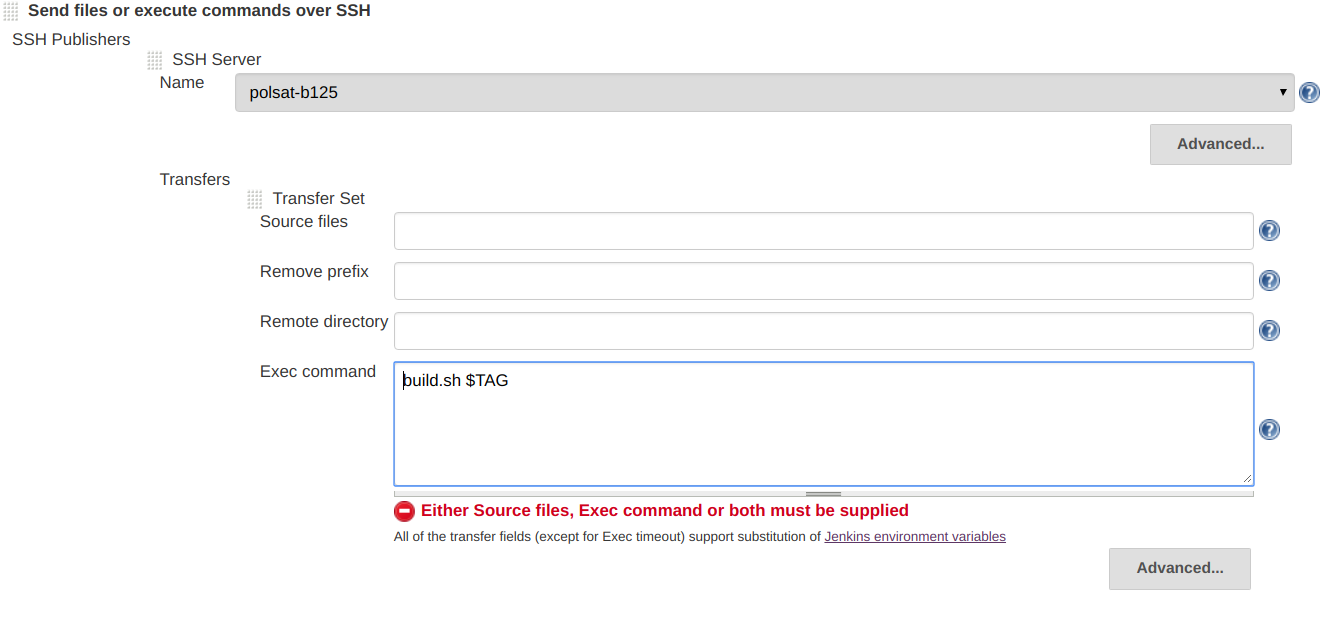 Send files or execute commands over SSH
SSH Publishers
SSH Server
Name
polsat-b125
Advanced...
Transfers
Transfer Set
Source files
Remove prefix
Remote directory
Exec command
build.sh $TAG
Either Source files, Exec command or both must be supplied
All of the transfer fields (except for Exec timeout) support substitution of Jenkins environment variables
Advanced...